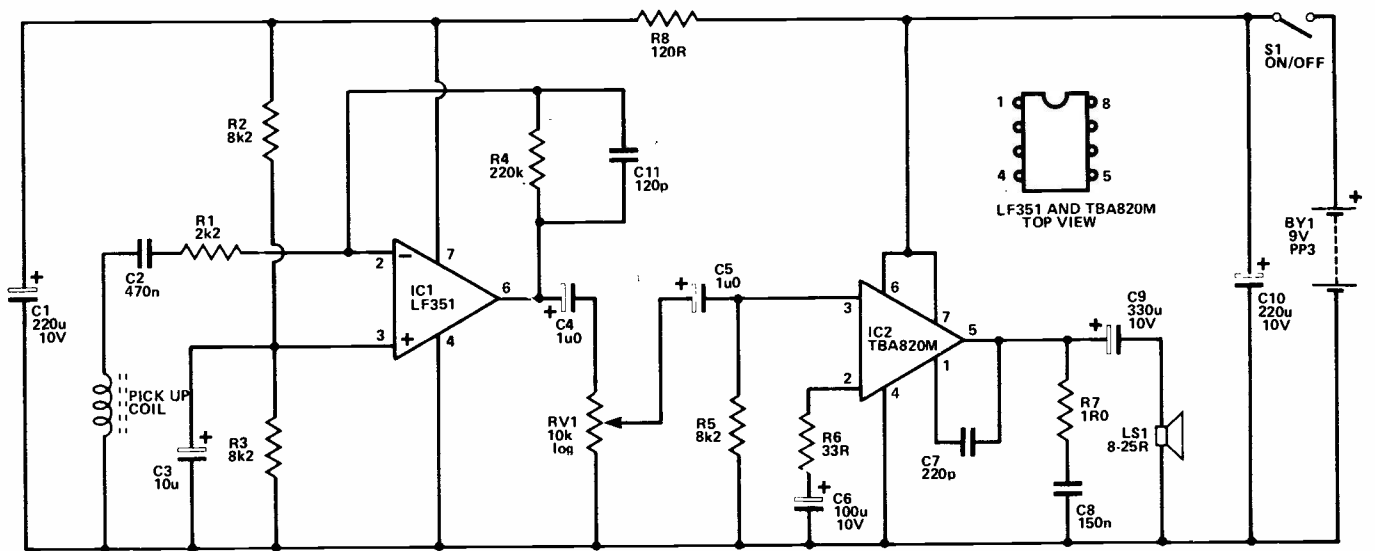 R8
120R
S1
ON/OFF
1
8
4
5
LF351 AND TBA820M
TOP VIEW
R2
8k2
R4
220k
C11
120p
BY1
9V
PP3
+
R1
2k2
C2
470n
2
−
7
IC1
LF351
6
3
+
4
+
C1
220u
10V
+
C4
1u0
C5
1u0
+
3
6
7
IC2
TBA820M
5
2
1
4
C9
330u
10V
+
+
C10
220u
10V
PICK UP
COIL
+
C3
10u
R3
8k2
RV1
10k
log
R5
8k2
R6
33R
+
C6
100u
10V
C7
220p
R7
1R0
C8
150n
LS1
8-25R